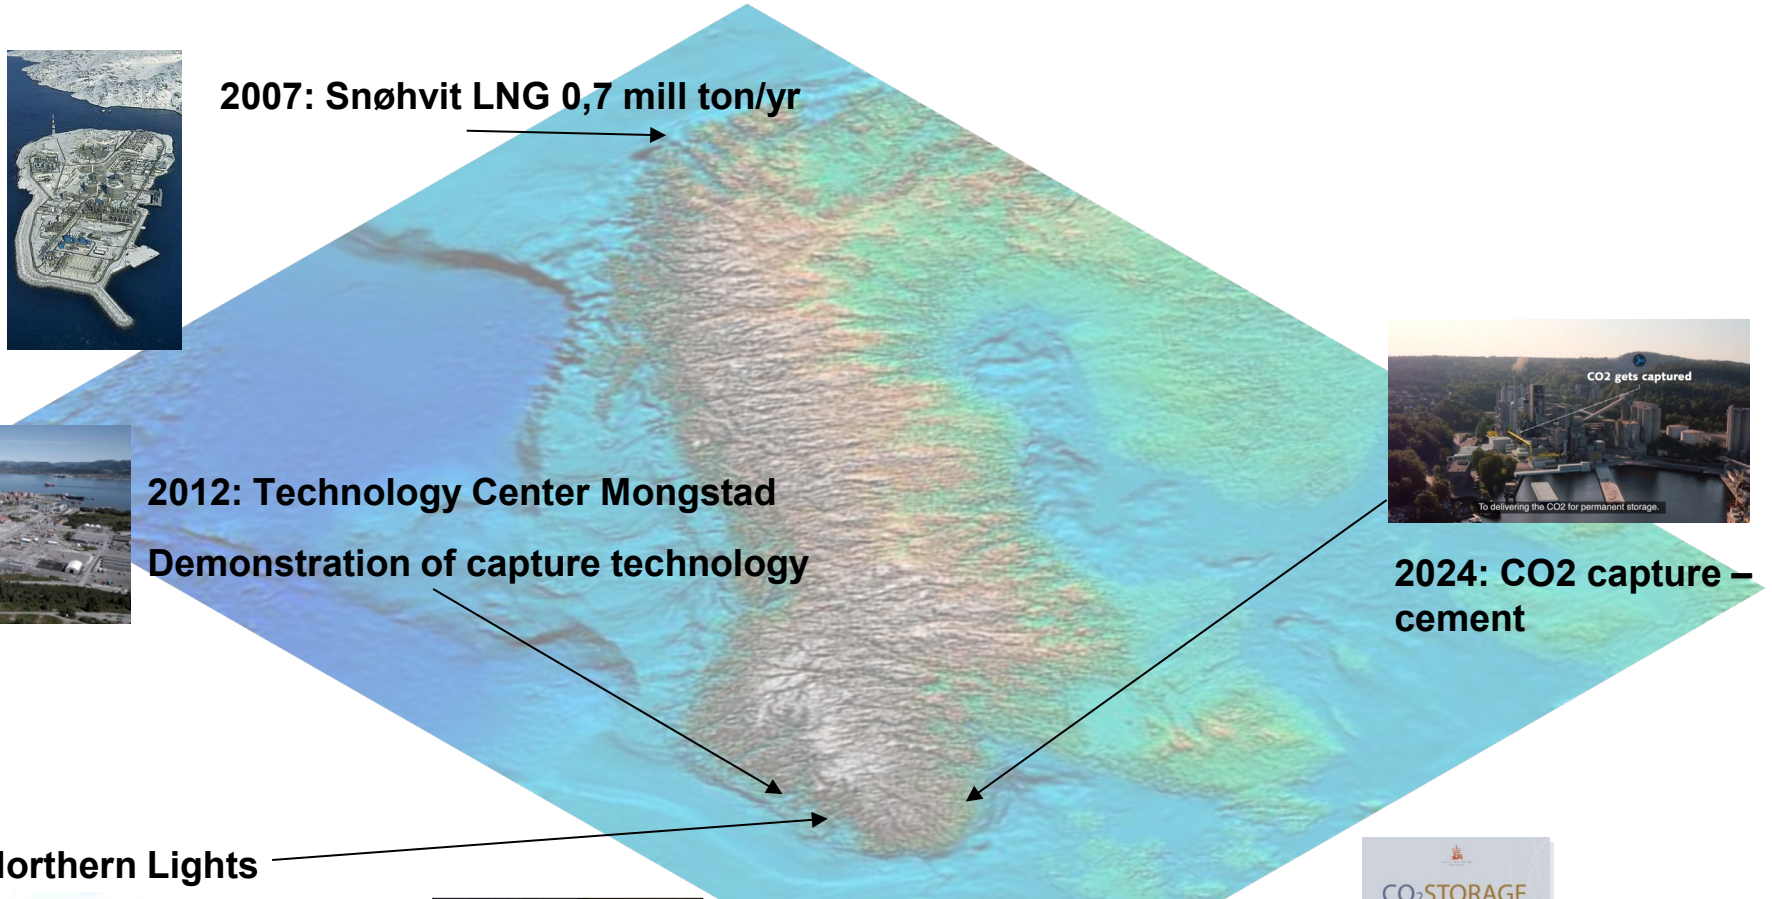 2007: Snøhvit LNG 0,7 mill ton/yr
CO2 gets captured
To delivering the CO2 for permanent storage.
2012: Technology Center Mongstad
Demonstration of capture technology
2024: CO2 capture –
cement
Northern Lights
CO₂STORAGE